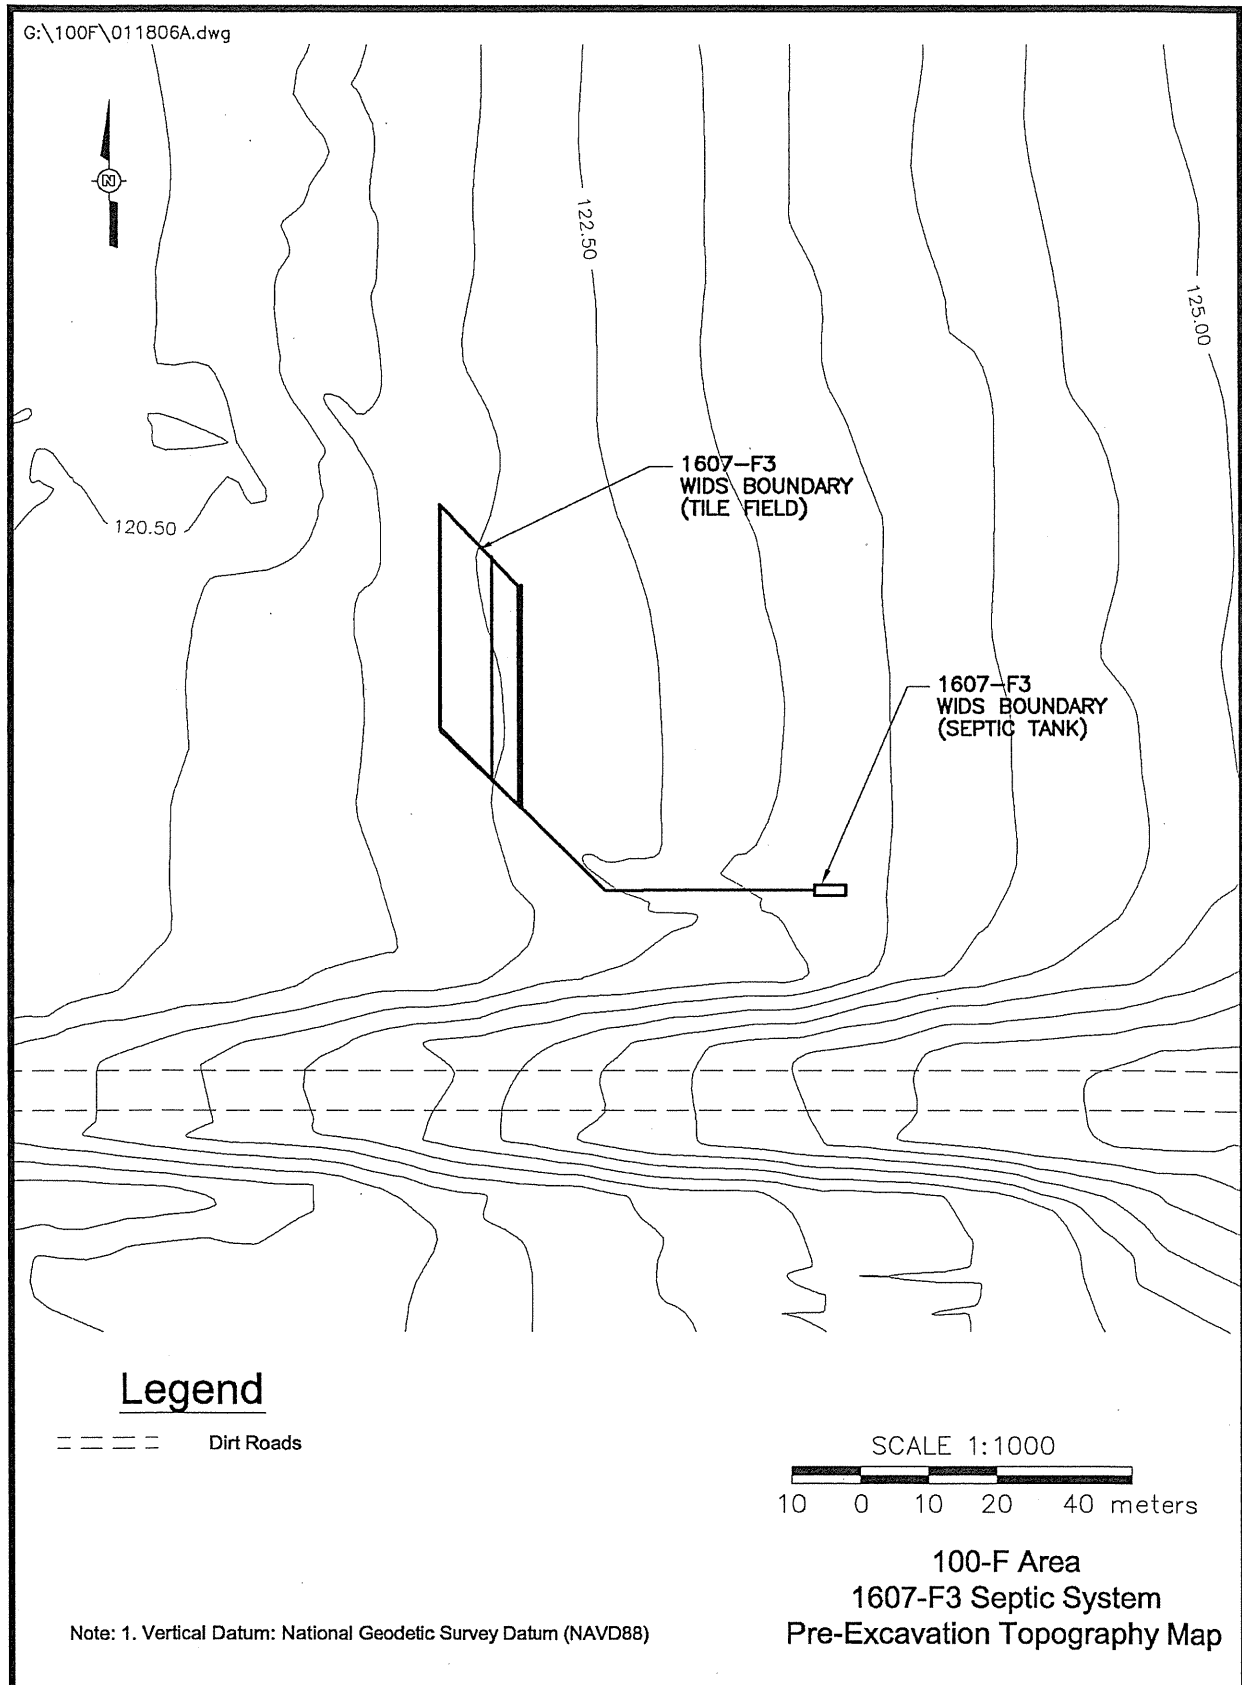 G:\100F\011806A.dwg
N
122.50
125.00
1607-F3
WIDS BOUNDARY
(TILE FIELD)
120.50
1607-F3
WIDS BOUNDARY
(SEPTIC TANK)
Legend
Dirt Roads
SCALE 1:1000
10 0 10 20 40 meters
100-F Area
1607-F3 Septic System
Pre-Excavation Topography Map
Note: 1. Vertical Datum: National Geodetic Survey Datum (NAVD88)